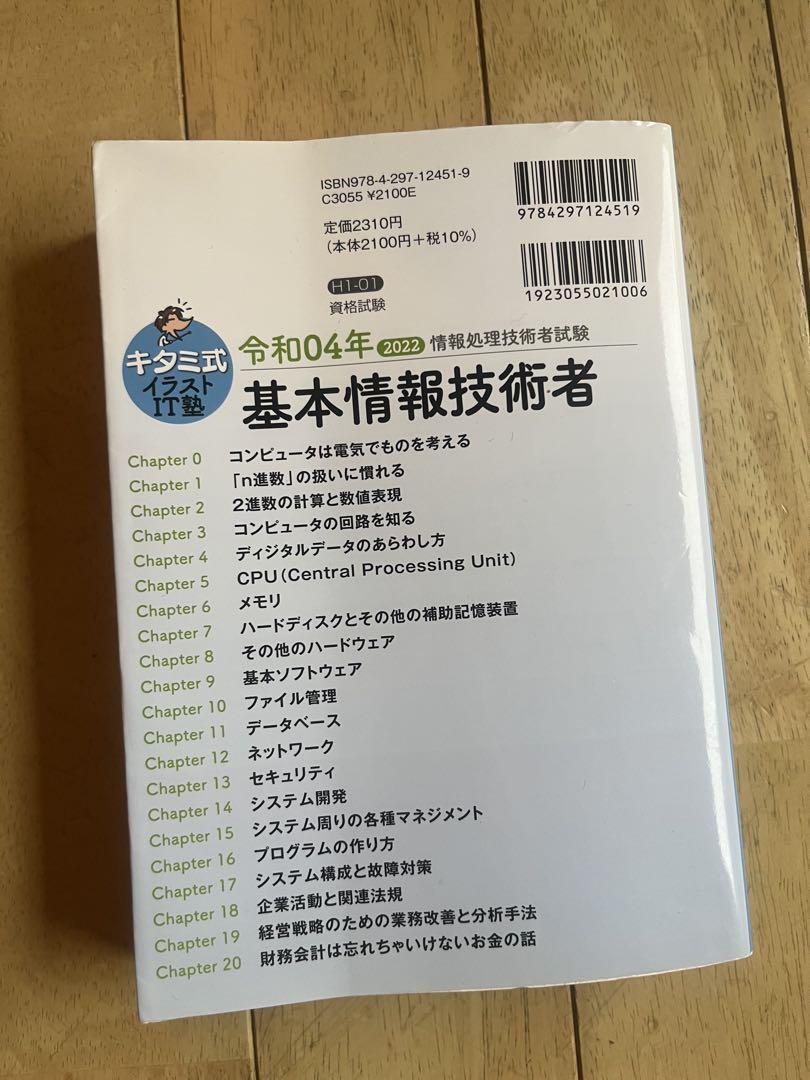 ISBN978-4-297-12451-9
C3055 ¥2100E
定価2310円
(本体2100円+税10%)
9784297124519
1923055021006
H1-01
資格試験
キタミ式
イラスト
IT塾
令和04年 2022 情報処理技術者試験
基本情報技術者
Chapter 0 コンピュータは電気でものを考える
Chapter 1 「n進数」の扱いに慣れる
Chapter 2 2進数の計算と数値表現
Chapter 3 コンピュータの回路を知る
Chapter 4 ディジタルデータのあらわし方
Chapter 5 CPU(Central Processing Unit)
Chapter 6 メモリ
Chapter 7 ハードディスクとその他の補助記憶装置
Chapter 8 その他のハードウェア
Chapter 9 基本ソフトウェア
Chapter 10 ファイル管理
Chapter 11 データベース
Chapter 12 ネットワーク
Chapter 13 セキュリティ
Chapter 14 システム開発
Chapter 15 システム周りの各種マネジメント
Chapter 16 プログラムの作り方
Chapter 17 システム構成と故障対策
Chapter 18 企業活動と関連法規
Chapter 19 経営戦略のための業務改善と分析手法
Chapter 20 財務会計は忘れちゃいけないお金の話